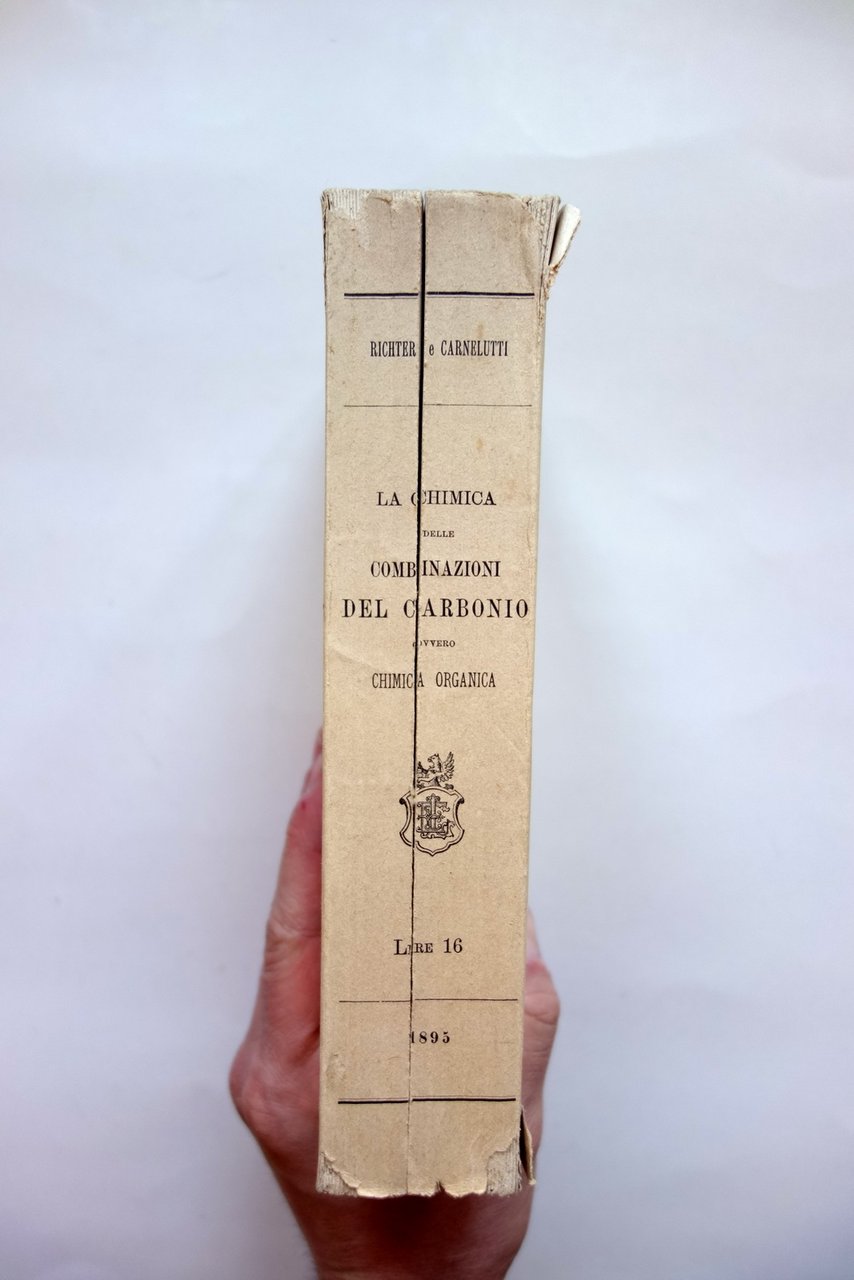 RICHTER e CARNELUTTI
LA CHIMICA
DELLE
COMBINAZIONI
DEL CARBONIO
OVVERO
CHIMICA ORGANICA
LIRE 16
1895